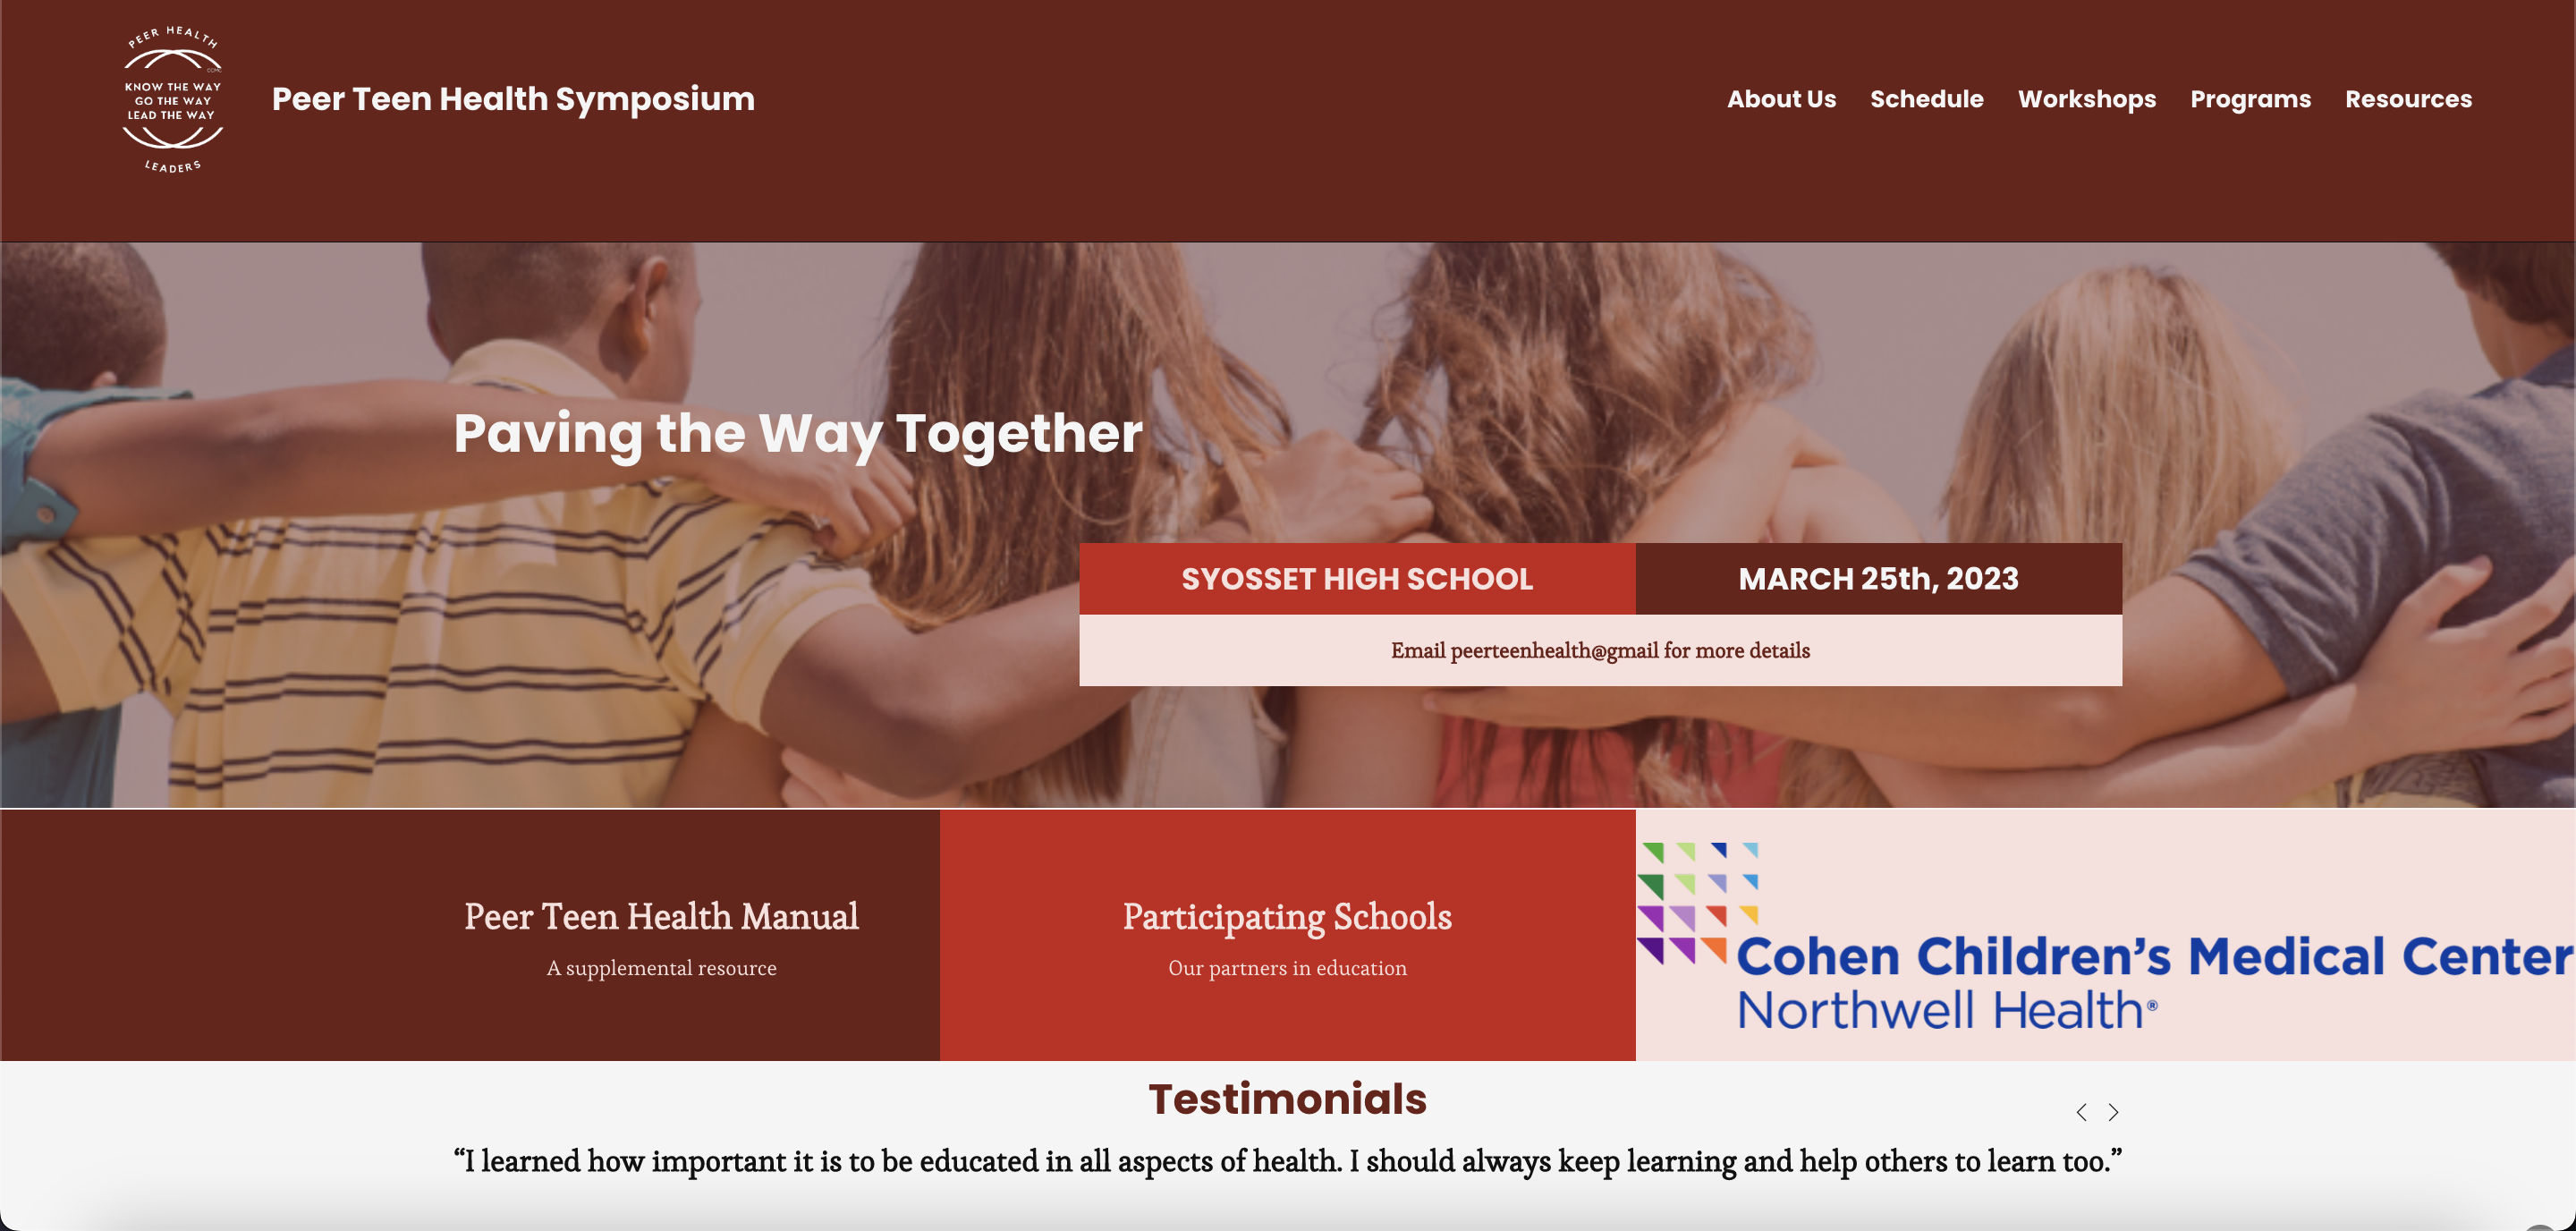 PEER HEALTH
KNOW THE WAY
GO THE WAY
LEAD THE WAY
LEADERS
Peer Teen Health Symposium
About Us Schedule Workshops Programs Resources
Paving the Way Together
SYOSSET HIGH SCHOOL
MARCH 25th, 2023
Email peerteenhealth@gmail for more details
Peer Teen Health Manual
A supplemental resource
Participating Schools
Our partners in education
Cohen Children’s Medical Center
Northwell Health®
Testimonials
“I learned how important it is to be educated in all aspects of health. I should always keep learning and help others to learn too.”